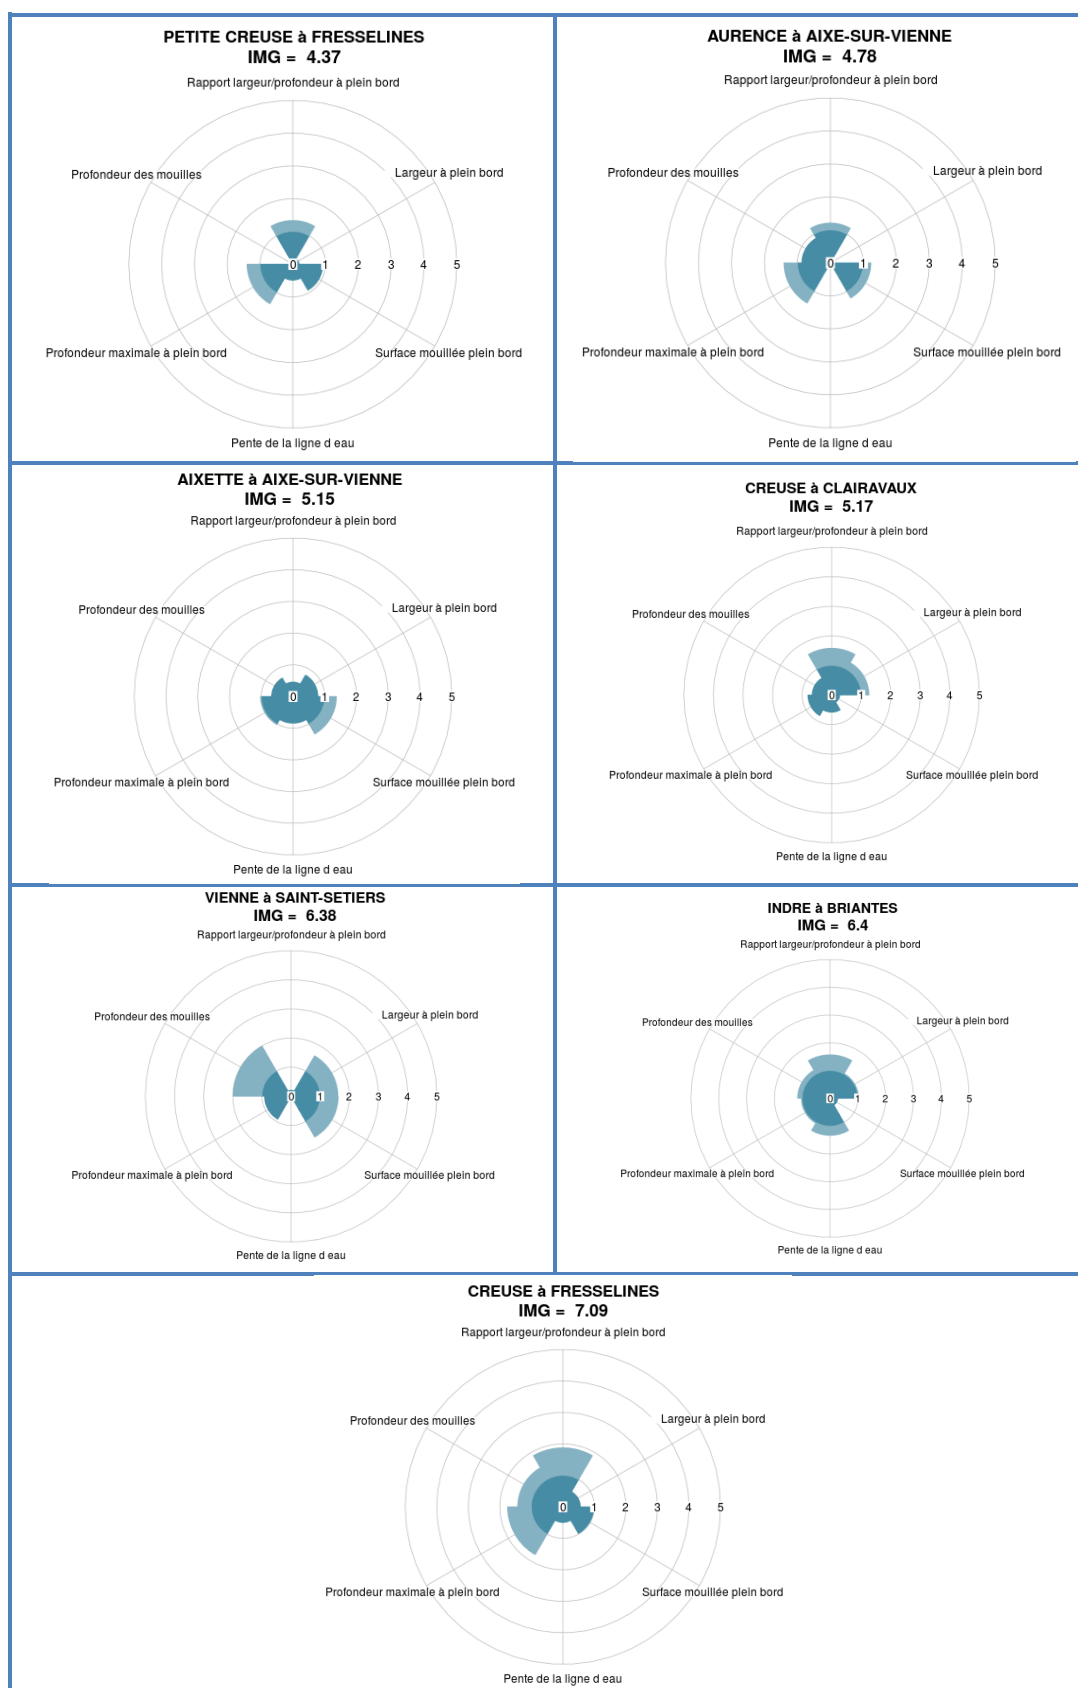 PETITE CREUSE à FRESSELINES
IMG = 4.37
Rapport largeur/profondeur à plein bord
Profondeur des mouilles
Largeur à plein bord
0 1 2 3 4 5
Profondeur maximale à plein bord
Surface mouillée plein bord
Pente de la ligne d eau
AURENCE à AIXE-SUR-VIENNE
IMG = 4.78
Rapport largeur/profondeur à plein bord
Profondeur des mouilles
Largeur à plein bord
0 1 2 3 4 5
Profondeur maximale à plein bord
Surface mouillée plein bord
Pente de la ligne d eau
AIXETTE à AIXE-SUR-VIENNE
IMG = 5.15
Rapport largeur/profondeur à plein bord
Profondeur des mouilles
Largeur à plein bord
0 1 2 3 4 5
Profondeur maximale à plein bord
Surface mouillée plein bord
Pente de la ligne d eau
CREUSE à CLAIRAVAUX
IMG = 5.17
Rapport largeur/profondeur à plein bord
Profondeur des mouilles
Largeur à plein bord
0 1 2 3 4 5
Profondeur maximale à plein bord
Surface mouillée plein bord
Pente de la ligne d eau
VIENNE à SAINT-SETIERS
IMG = 6.38
Rapport largeur/profondeur à plein bord
Profondeur des mouilles
Largeur à plein bord
0 1 2 3 4 5
Profondeur maximale à plein bord
Surface mouillée plein bord
Pente de la ligne d eau
INDRE à BRIANTES
IMG = 6.4
Rapport largeur/profondeur à plein bord
Profondeur des mouilles
Largeur à plein bord
0 1 2 3 4 5
Profondeur maximale à plein bord
Surface mouillée plein bord
Pente de la ligne d eau
CREUSE à FRESSELINES
IMG = 7.09
Rapport largeur/profondeur à plein bord
Profondeur des mouilles
Largeur à plein bord
0 1 2 3 4 5
Profondeur maximale à plein bord
Surface mouillée plein bord
Pente de la ligne d eau